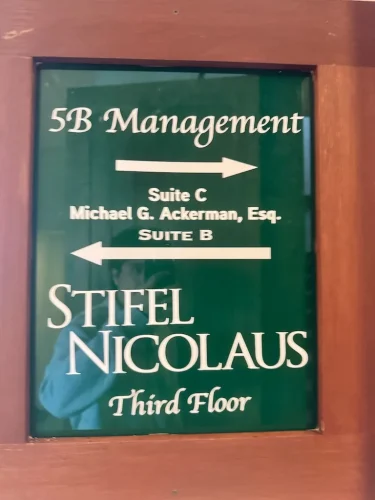 5B Management
Suite C
Michael G. Ackerman, Esq.
SUITE B
STIFEL
NICOLAUS
Third Floor